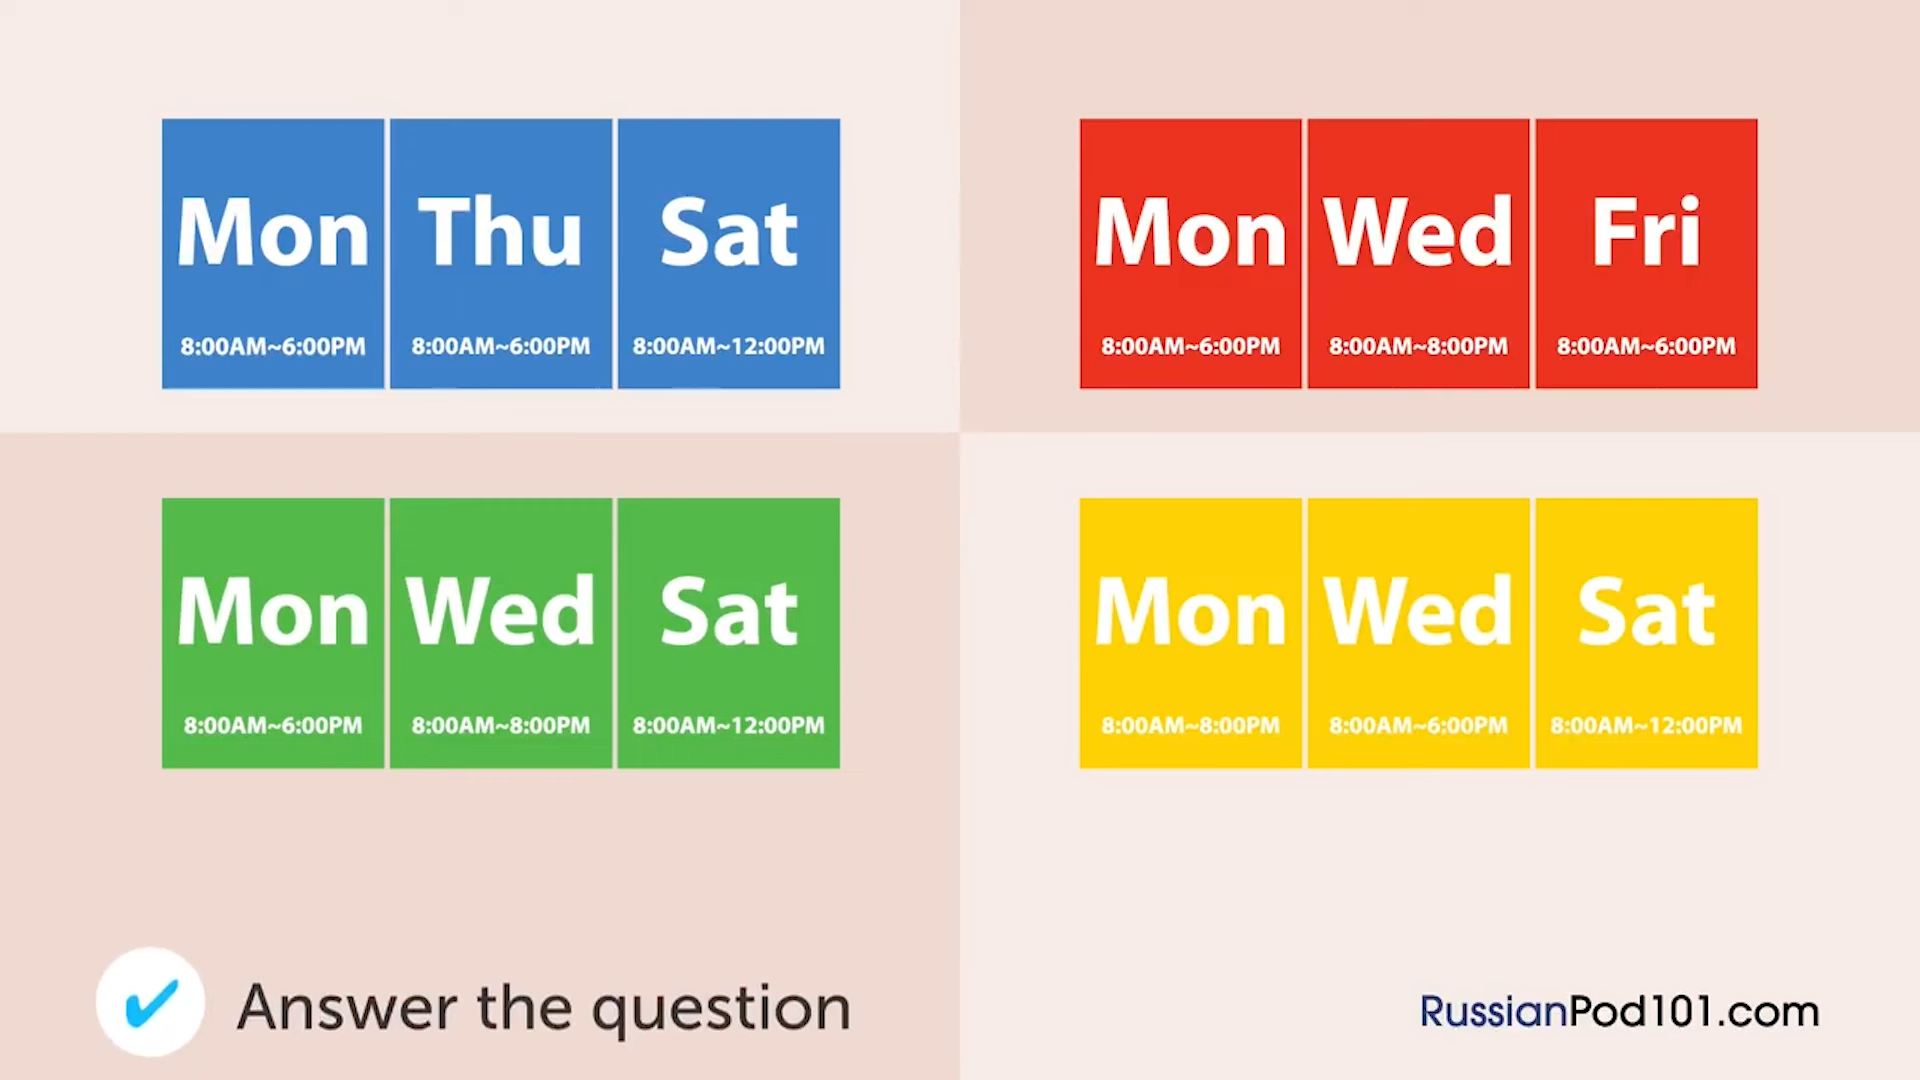 Mon Thu Sat
8:00AM~6:00PM 8:00AM~6:00PM 8:00AM~12:00PM
Mon Wed Fri
8:00AM~6:00PM 8:00AM~8:00PM 8:00AM~6:00PM
Mon Wed Sat
8:00AM~6:00PM 8:00AM~8:00PM 8:00AM~12:00PM
Mon Wed Sat
8:00AM~8:00PM 8:00AM~6:00PM 8:00AM~12:00PM
Answer the question
RussianPod101.com